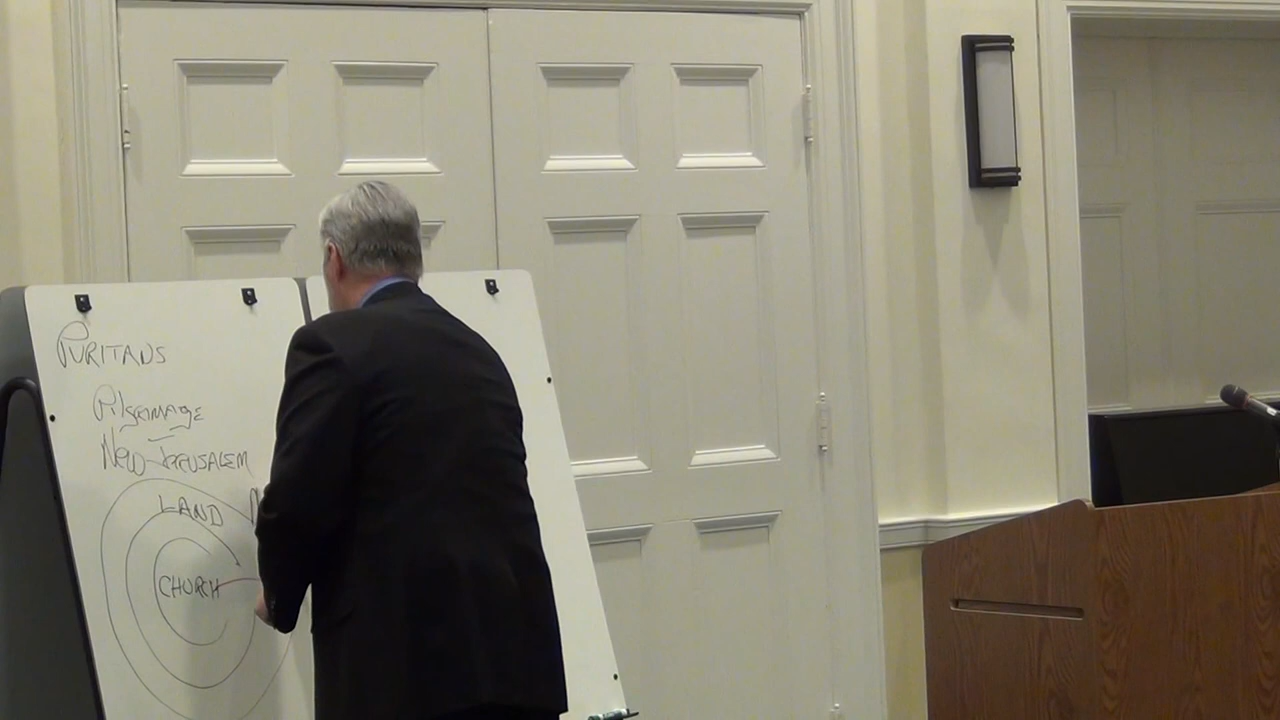 PURITANS
Pilgrimage
New Jerusalem
LAND
CHURCH